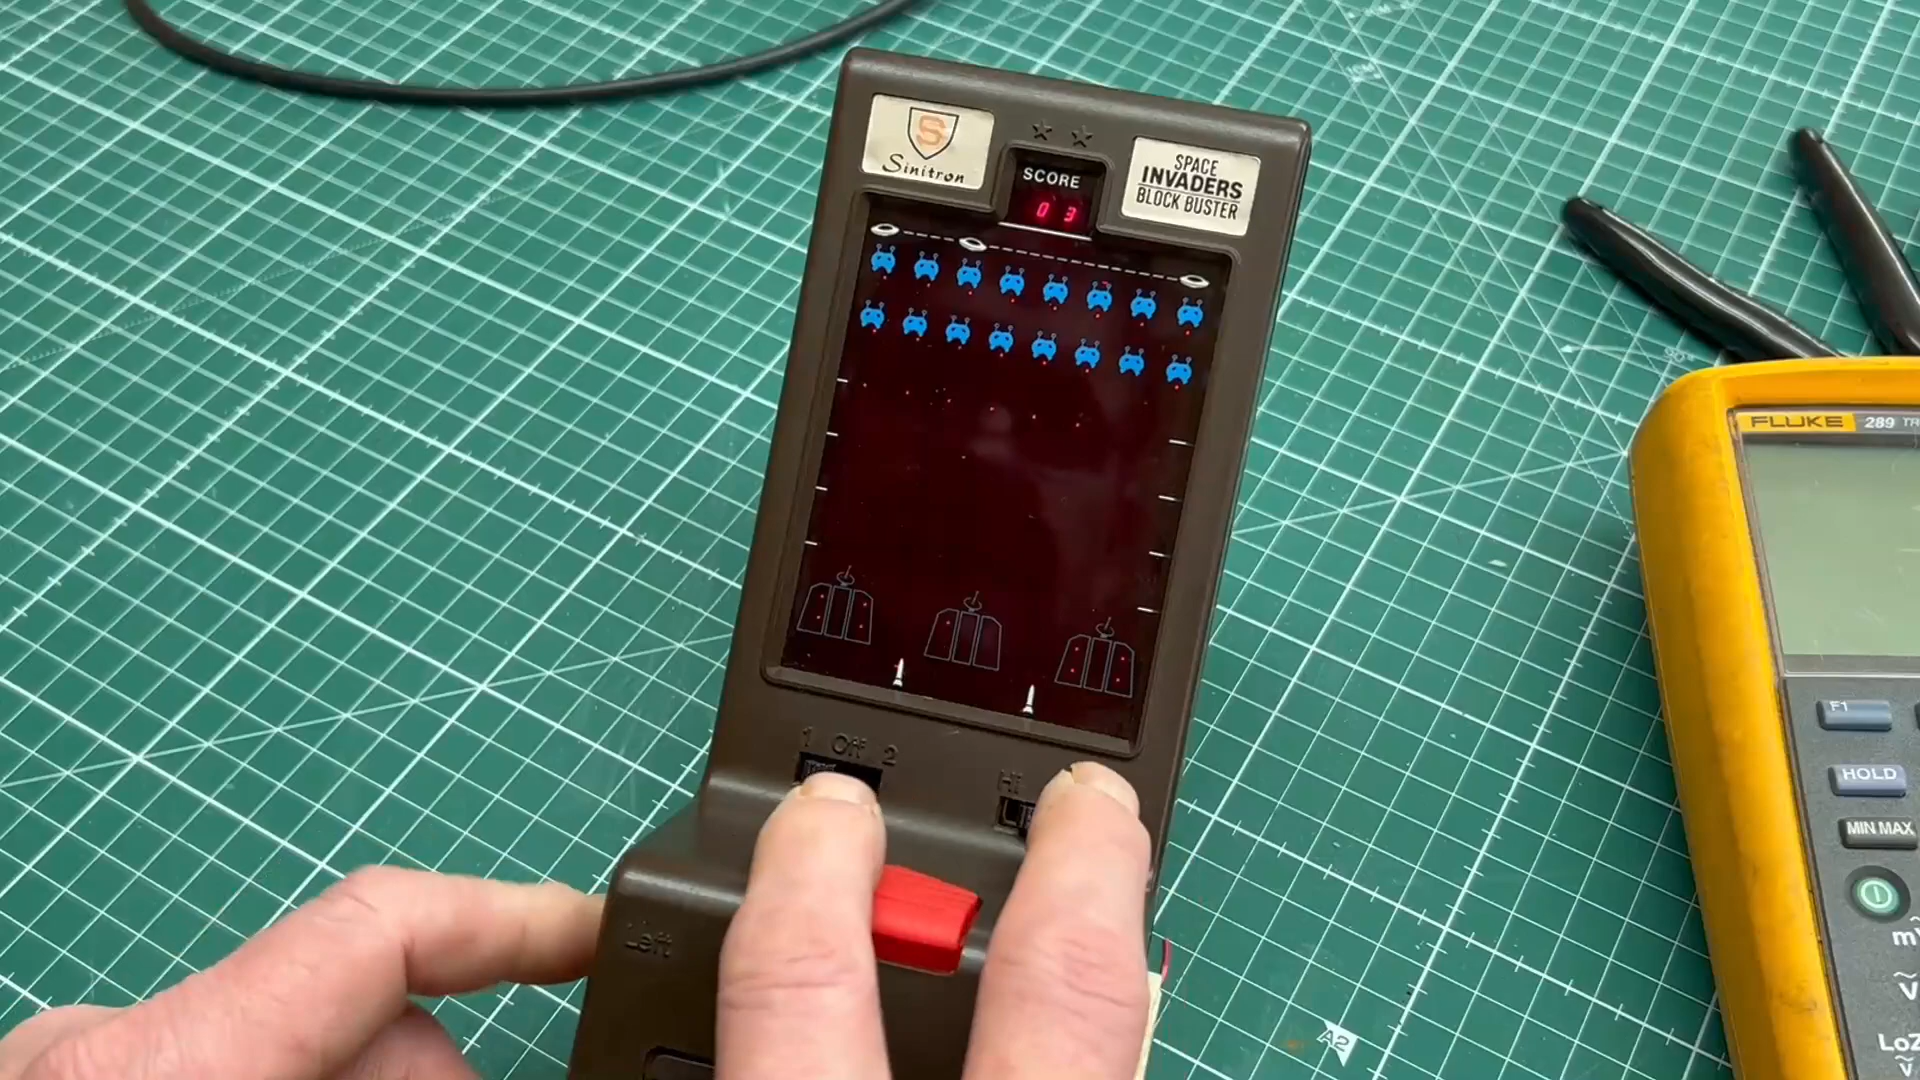 S
Sinitron
SCORE
03
SPACE
INVADERS
BLOCK BUSTER
1 Off 2
Hi
Left
FLUKE 289
F1
HOLD
MIN MAX
LoZ
A2